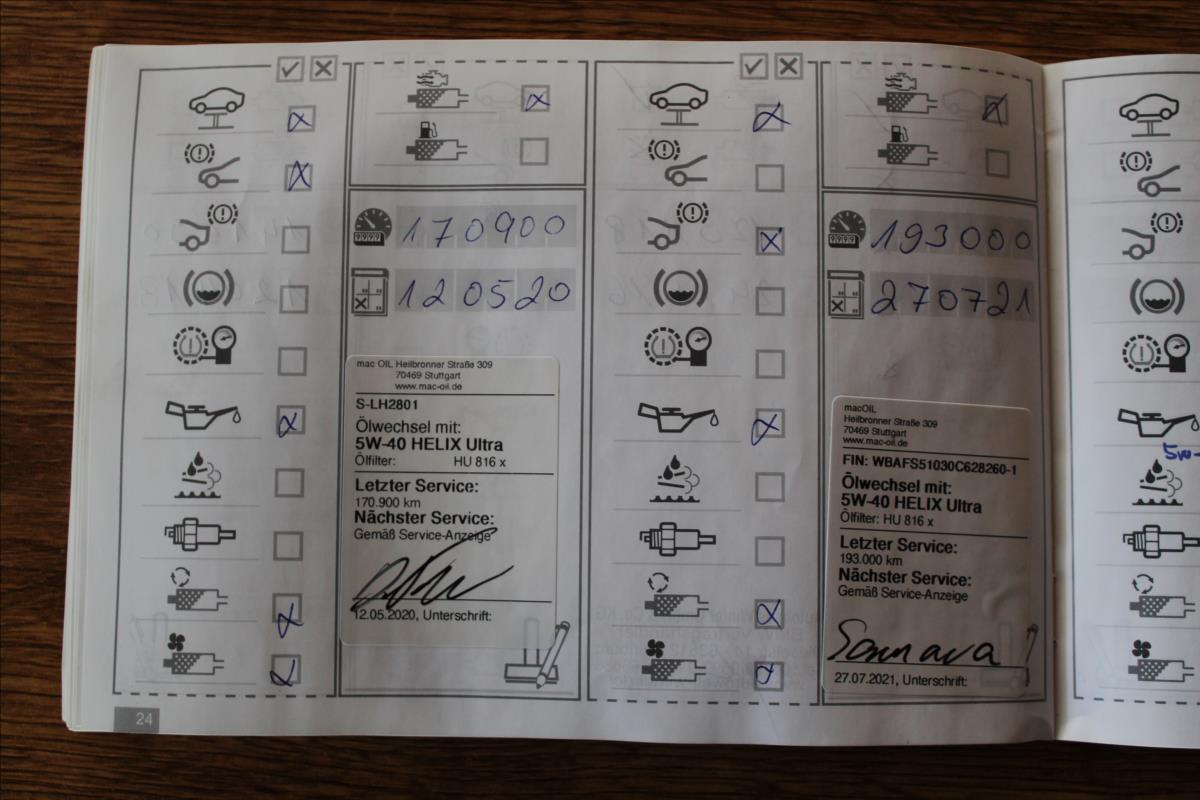 170900
120520
mac OIL Heilbronner Straße 309
70469 Stuttgart
www.mac-oil.de
S-LH2801
Ölwechsel mit:
5W-40 HELIX Ultra
Ölfilter: HU 816 x
Letzter Service:
170.900 km
Nächster Service:
Gemäß Service-Anzeige
12.05.2020, Unterschrift:
24
193000
270721
macOIL
Heilbronner Straße 309
70469 Stuttgart
www.mac-oil.de
FIN: WBAFS51030C628260-1
Ölwechsel mit:
5W-40 HELIX Ultra
Ölfilter: HU 816 x
Letzter Service:
193.000 km
Nächster Service:
Gemäß Service-Anzeige
27.07.2021, Unterschrift:
5W-